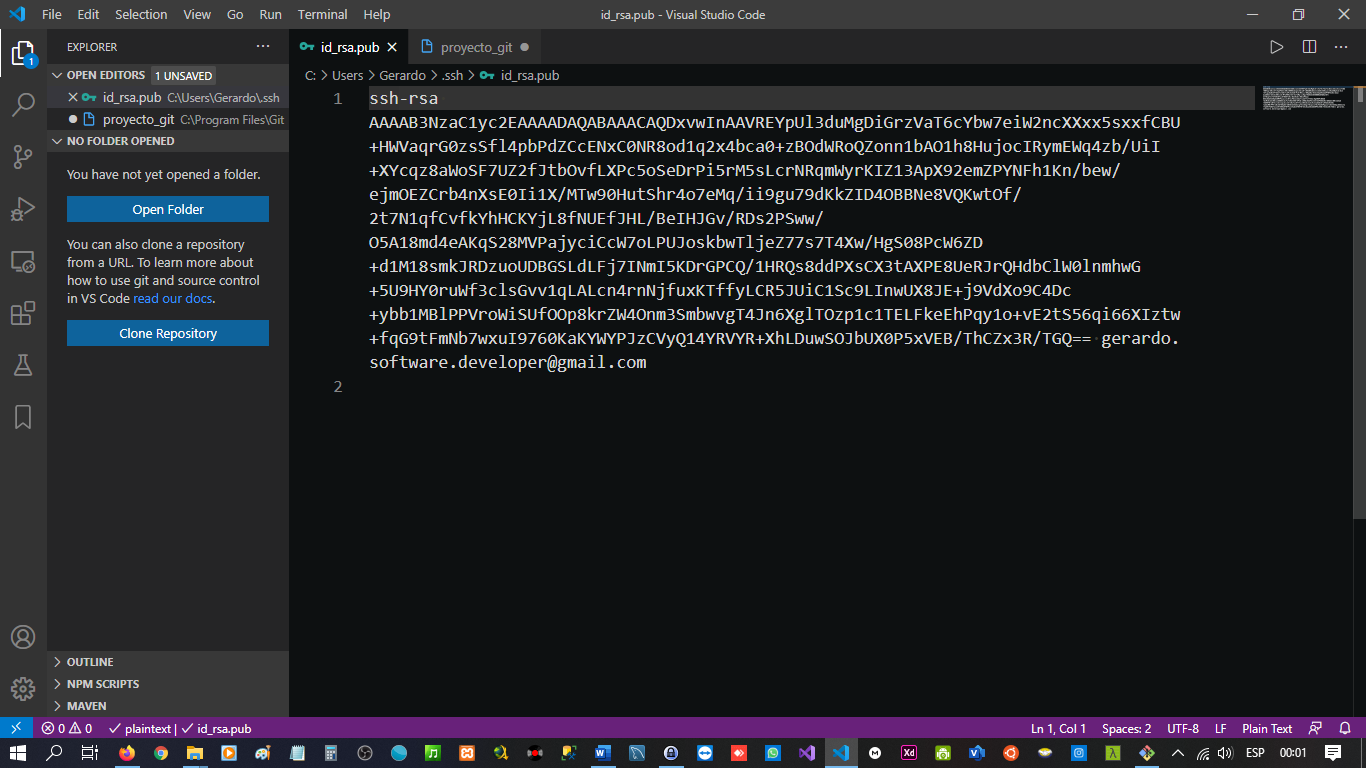 File Edit Selection View Go Run Terminal Help
id_rsa.pub - Visual Studio Code
EXPLORER
OPEN EDITORS 1 UNSAVED
id_rsa.pub C:\Users\Gerardo\.ssh
proyecto_git C:\Program Files\Git
NO FOLDER OPENED
You have not yet opened a folder.
Open Folder
You can also clone a repository
from a URL. To learn more about
how to use git and source control
in VS Code read our docs.
Clone Repository
OUTLINE
NPM SCRIPTS
MAVEN
id_rsa.pub
proyecto_git
C: > Users > Gerardo > .ssh > id_rsa.pub
1 ssh-rsa
AAAAB3NzaC1yc2EAAAADAQABAAACAQDxvwInAAVREYpUl3duMgDiGrzVaT6cYbw7eiW2ncXXxx5sxxfCBU
+HWVaqrG0zsSfl4pbPdZCcENxC0NR8od1q2x4bca0+zBOdWRoQZonn1bAO1h8HujocIRymEWq4zb/UiI
+XYcqz8aWoSF7UZ2fJtbOvfLXPc5oSeDrPi5rM5sLcrNRqmWyrKIZ13ApX92emZPYNFh1Kn/bew/
ejmOEZCrb4nXsE0Ii1X/MTw90HutShr4o7eMq/ii9gu79dKkZID4OBBNe8VQKwtOf/
2t7N1qfCvfkYhHCKYjL8fNUEfJHL/BeIHJGv/RDs2PSww/
O5A18md4eAKqS28MVPajyciCcW7oLPUJoskbwTljeZ77s7T4Xw/HgS08PcW6ZD
+d1M18smkJRDzuoUDBGSLdLFj7INmI5KDrGPCQ/1HRQs8ddPXsCX3tAXPE8UeRJrQHdbClW0lnmhwG
+5U9HY0ruWf3clsGvv1qLALcn4rnNjfuxKTffyLCR5JUiC1Sc9LInwUX8JE+j9VdXo9C4Dc
+ybb1MBlPPVroWiSUfOOp8krZW4Onm3SmbwvgT4Jn6XglTOzp1c1TELFkeEhPqy1o+vE2tS56qi66XIztw
+fqG9tFmNb7wxuI9760KaKYWYPJzCVyQ14YRVYR+XhLDuwSOJbUX0P5xVEB/ThCZx3R/TGQ== gerardo.
software.developer@gmail.com
2
0 0 plaintext | id_rsa.pub
Ln 1, Col 1 Spaces: 2 UTF-8 LF Plain Text
ESP 00:01